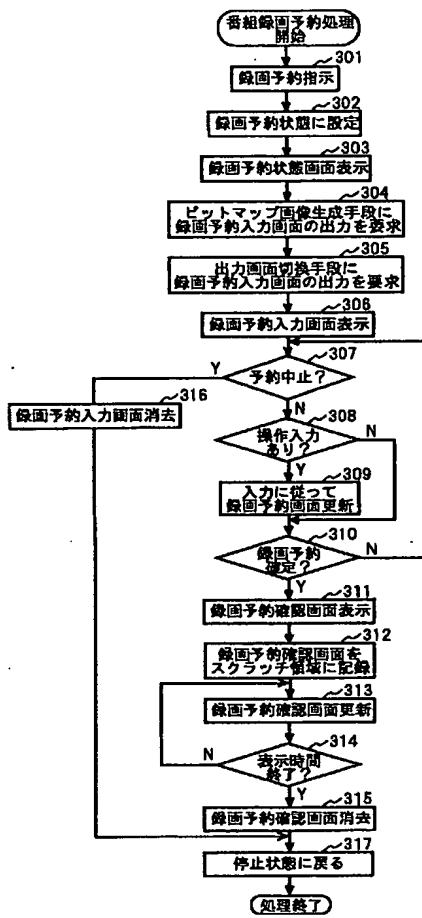 番組録画予約処理
開始
301
録画予約指示
302
録画予約状態に設定
303
録画予約状態画面表示
304
ビットマップ画像生成手段に
録画予約入力画面の出力を要求
305
出力画面切換手段に
録画予約入力画面の出力を要求
306
録画予約入力画面表示
307
予約中止?
Y
N
316
録画予約入力画面消去
308
操作入力
あり?
N
Y
309
入力に従って
録画予約画面更新
310
録画予約
確定?
N
Y
311
録画予約確認画面表示
312
録画予約確認画面を
スクラッチ領域に記録
313
録画予約確認画面更新
314
表示時間
終了?
N
Y
315
録画予約確認画面消去
317
停止状態に戻る
処理終了